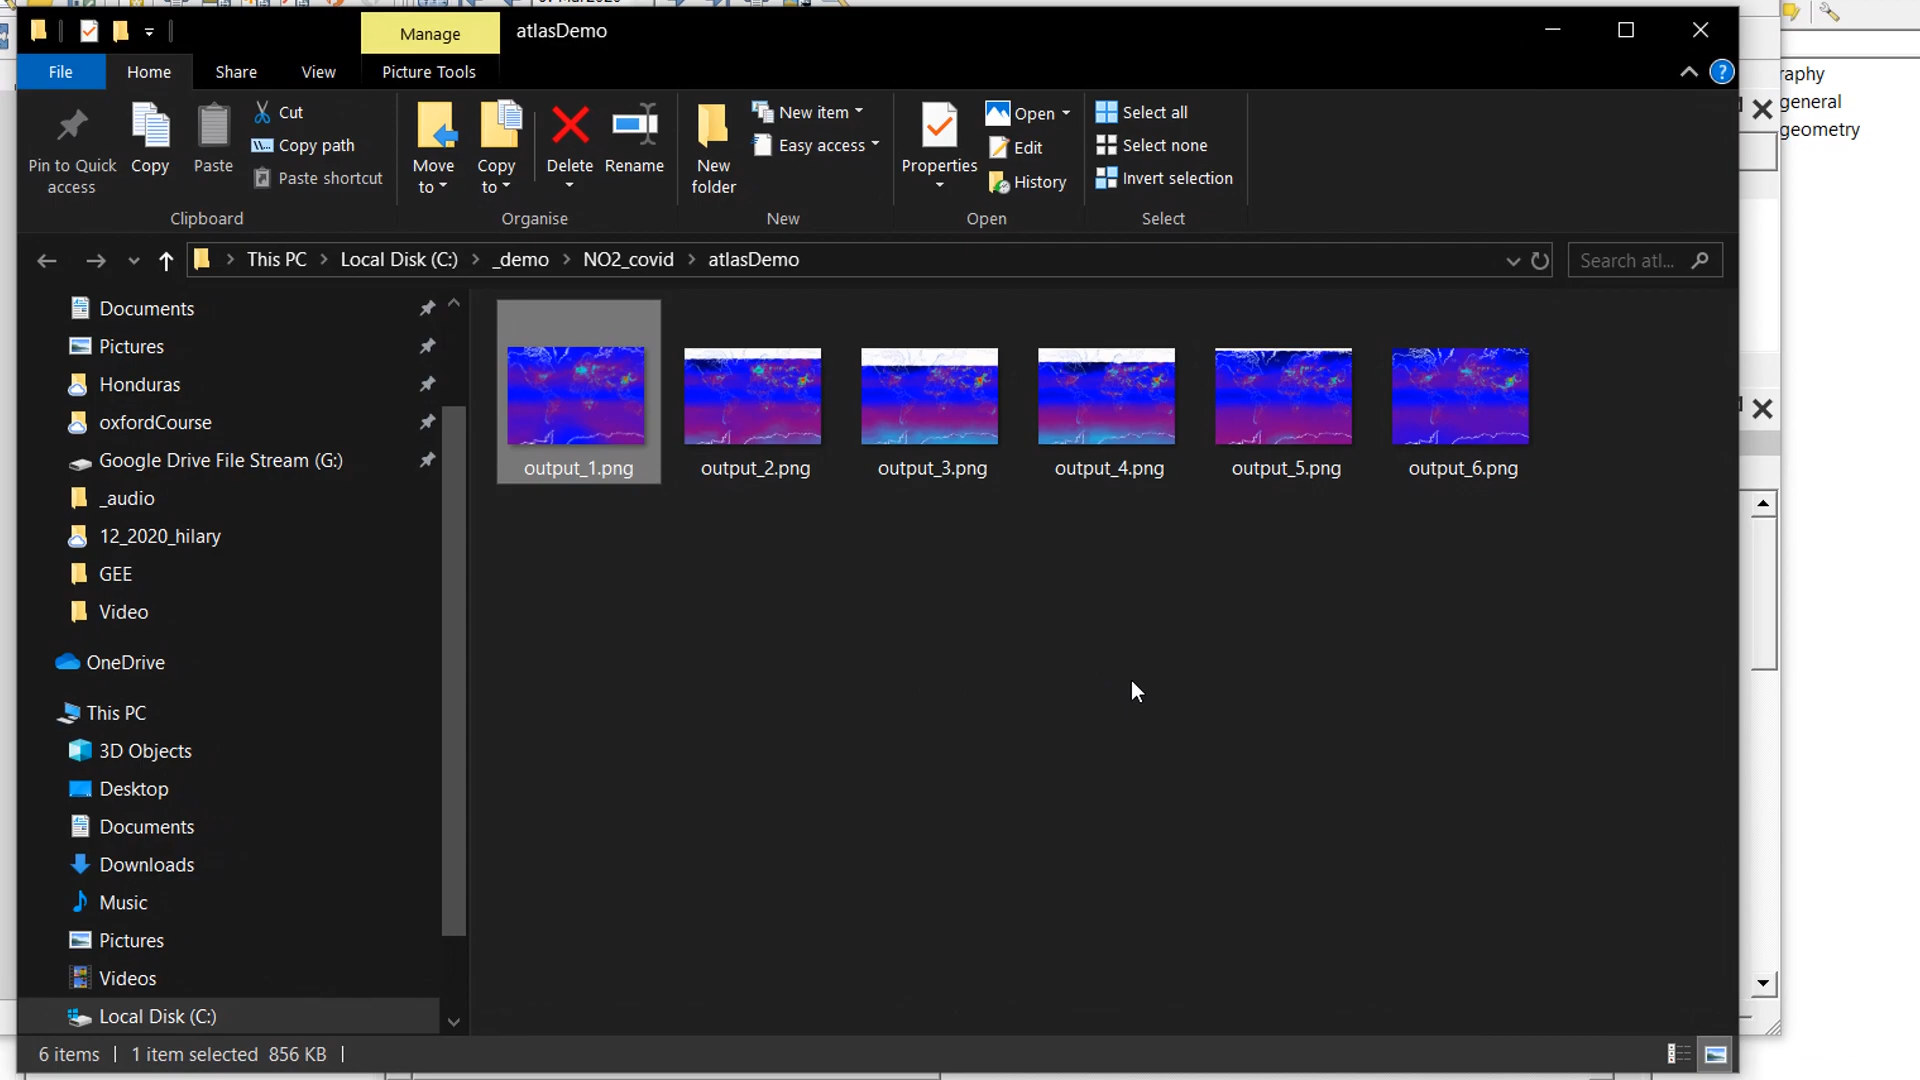 Manage
atlasDemo
File
Home
Share
View
Picture Tools
Pin to Quick access
Copy
Paste
Cut
Copy path
Paste shortcut
Clipboard
Move to
Copy to
Delete
Rename
Organise
New folder
New item
Easy access
New
Properties
Open
Edit
History
Open
Select all
Select none
Invert selection
Select
raphy
general
geometry
This PC
Local Disk (C:)
_demo
NO2_covid
atlasDemo
Search atl...
Documents
Pictures
Honduras
oxfordCourse
Google Drive File Stream (G:)
_audio
12_2020_hilary
GEE
Video
OneDrive
This PC
3D Objects
Desktop
Documents
Downloads
Music
Pictures
Videos
Local Disk (C:)
output_1.png
output_2.png
output_3.png
output_4.png
output_5.png
output_6.png
6 items
1 item selected 856 KB